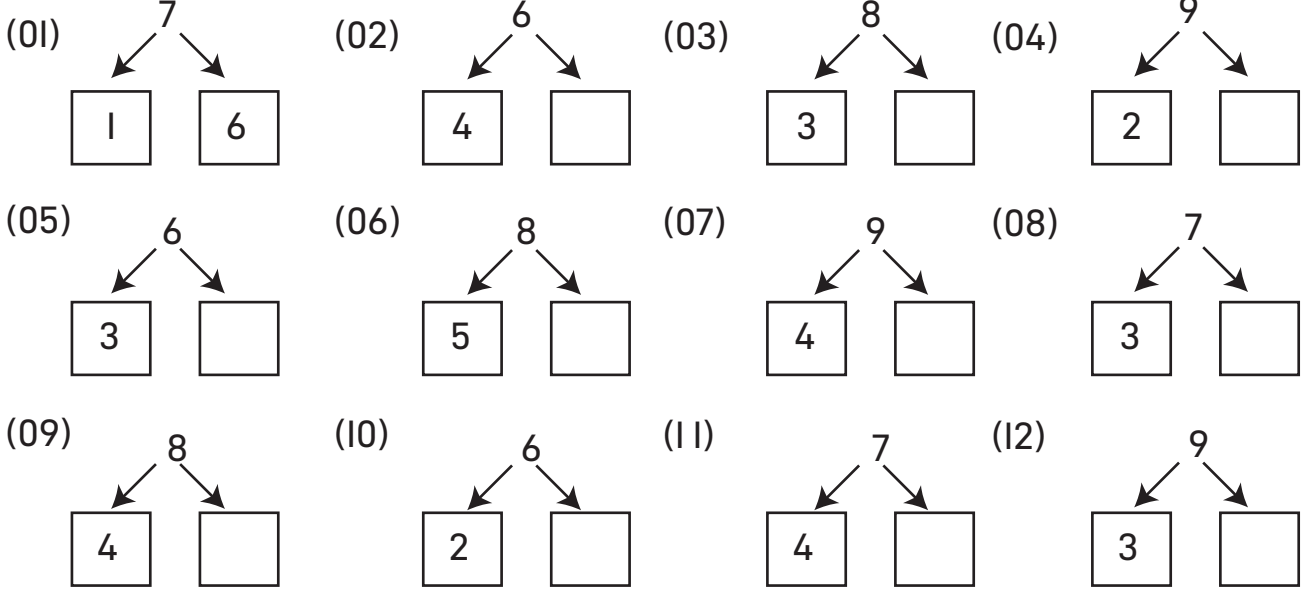 (01) 7 (02) 6 (03) 8 (04) 9
1 6 4 3 2
(05) 6 (06) 8 (07) 9 (08) 7
3 5 4 3
(09) 8 (10) 6 (11) 7 (12) 9
4 2 4 3